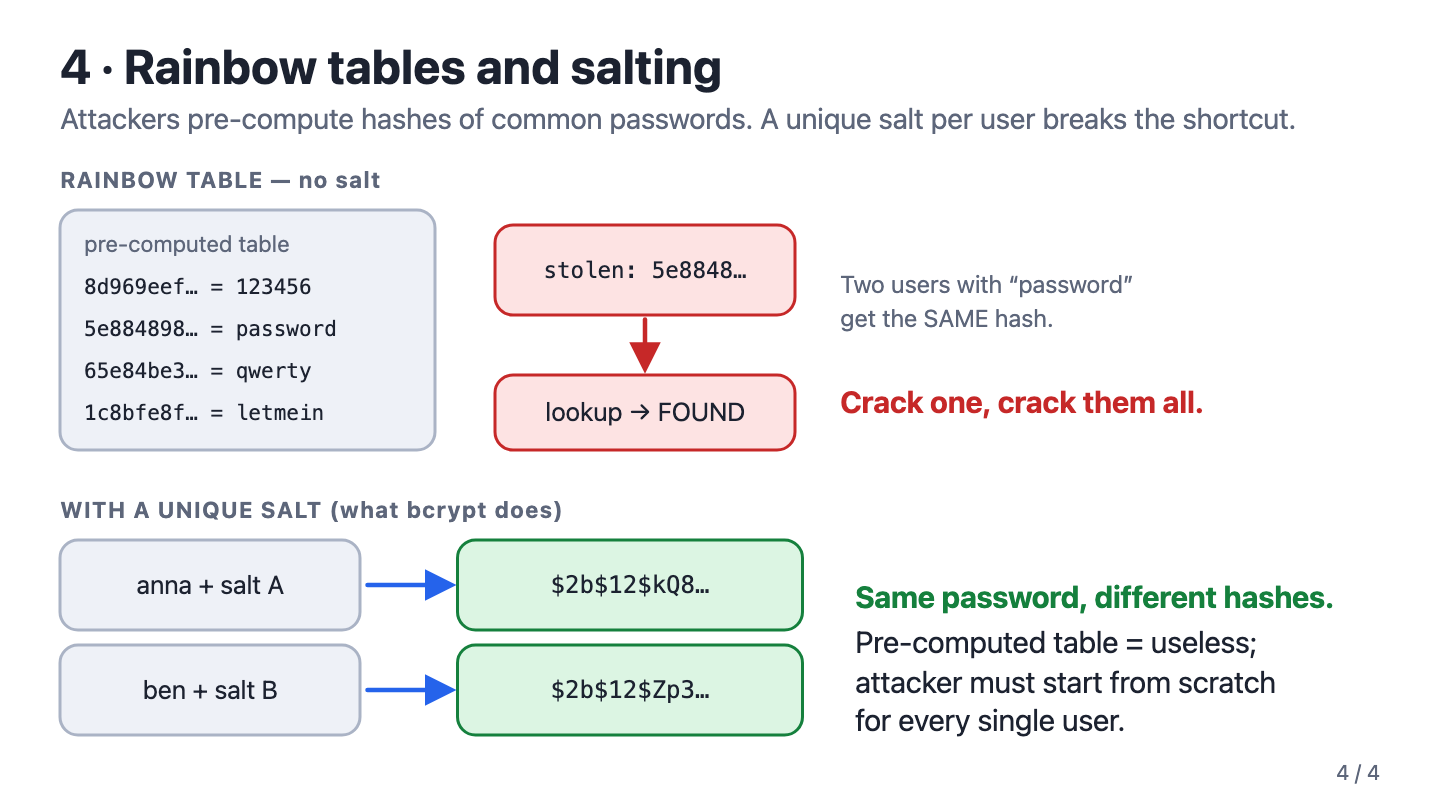 4 · Rainbow tables and salting
Attackers pre-compute hashes of common passwords. A unique salt per user breaks the shortcut.
RAINBOW TABLE — no salt
pre-computed table
8d969eef… = 123456
5e884898… = password
65e84be3… = qwerty
1c8bfe8f… = letmein
stolen: 5e8848…
lookup → FOUND
Two users with “password”
get the SAME hash.
Crack one, crack them all.
WITH A UNIQUE SALT (what bcrypt does)
anna + salt A
$2b$12$kQ8…
ben + salt B
$2b$12$Zp3…
Same password, different hashes.
Pre-computed table = useless;
attacker must start from scratch
for every single user.
4 / 4